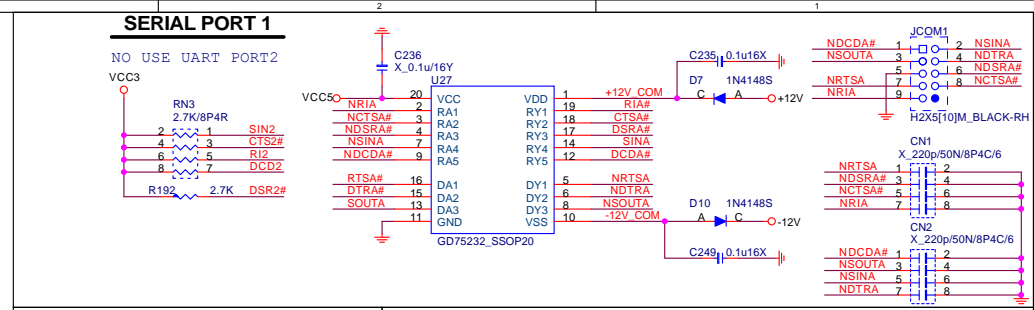 2
1
SERIAL PORT 1
NO USE UART PORT2
VCC3
RN3
2.7K/8P4R
2 1 SIN2
4 3 CTS2#
6 5 RI2
8 7 DCD2
R192 2.7K DSR2#
C236
X_0.1u/16Y
U27
VCC5 20 VCC VDD 1 +12V_COM
NRIA 2 RA1 RY1 19 RIA#
NCTSA# 3 RA2 RY2 18 CTSA#
NDSRA# 4 RA3 RY3 17 DSRA#
NSINA 7 RA4 RY4 14 SINA
NDCDA# 9 RA5 RY5 12 DCDA#
RTSA# 16 DA1 DY1 5 NRTSA
DTRA# 15 DA2 DY2 6 NDTRA
SOUTA 13 DA3 DY3 8 NSOUTA
11 GND VSS 10 -12V_COM
GD75232_SSOP20
C235 0.1u16X
D7 1N4148S
C A +12V
D10 1N4148S
A C -12V
C249 0.1u16X
JCOM1
NDCDA# 1 2 NSINA
NSOUTA 3 4 NDTRA
5 6 NDSRA#
NRTSA 7 8 NCTSA#
NRIA 9
H2X5[10]M_BLACK-RH
CN1
X_220p/50N/8P4C/6
NRTSA 1 2
NDSRA# 3 4
NCTSA# 5 6
NRIA 7 8
CN2
X_220p/50N/8P4C/6
NDCDA# 1 2
NSOUTA 3 4
NSINA 5 6
NDTRA 7 8